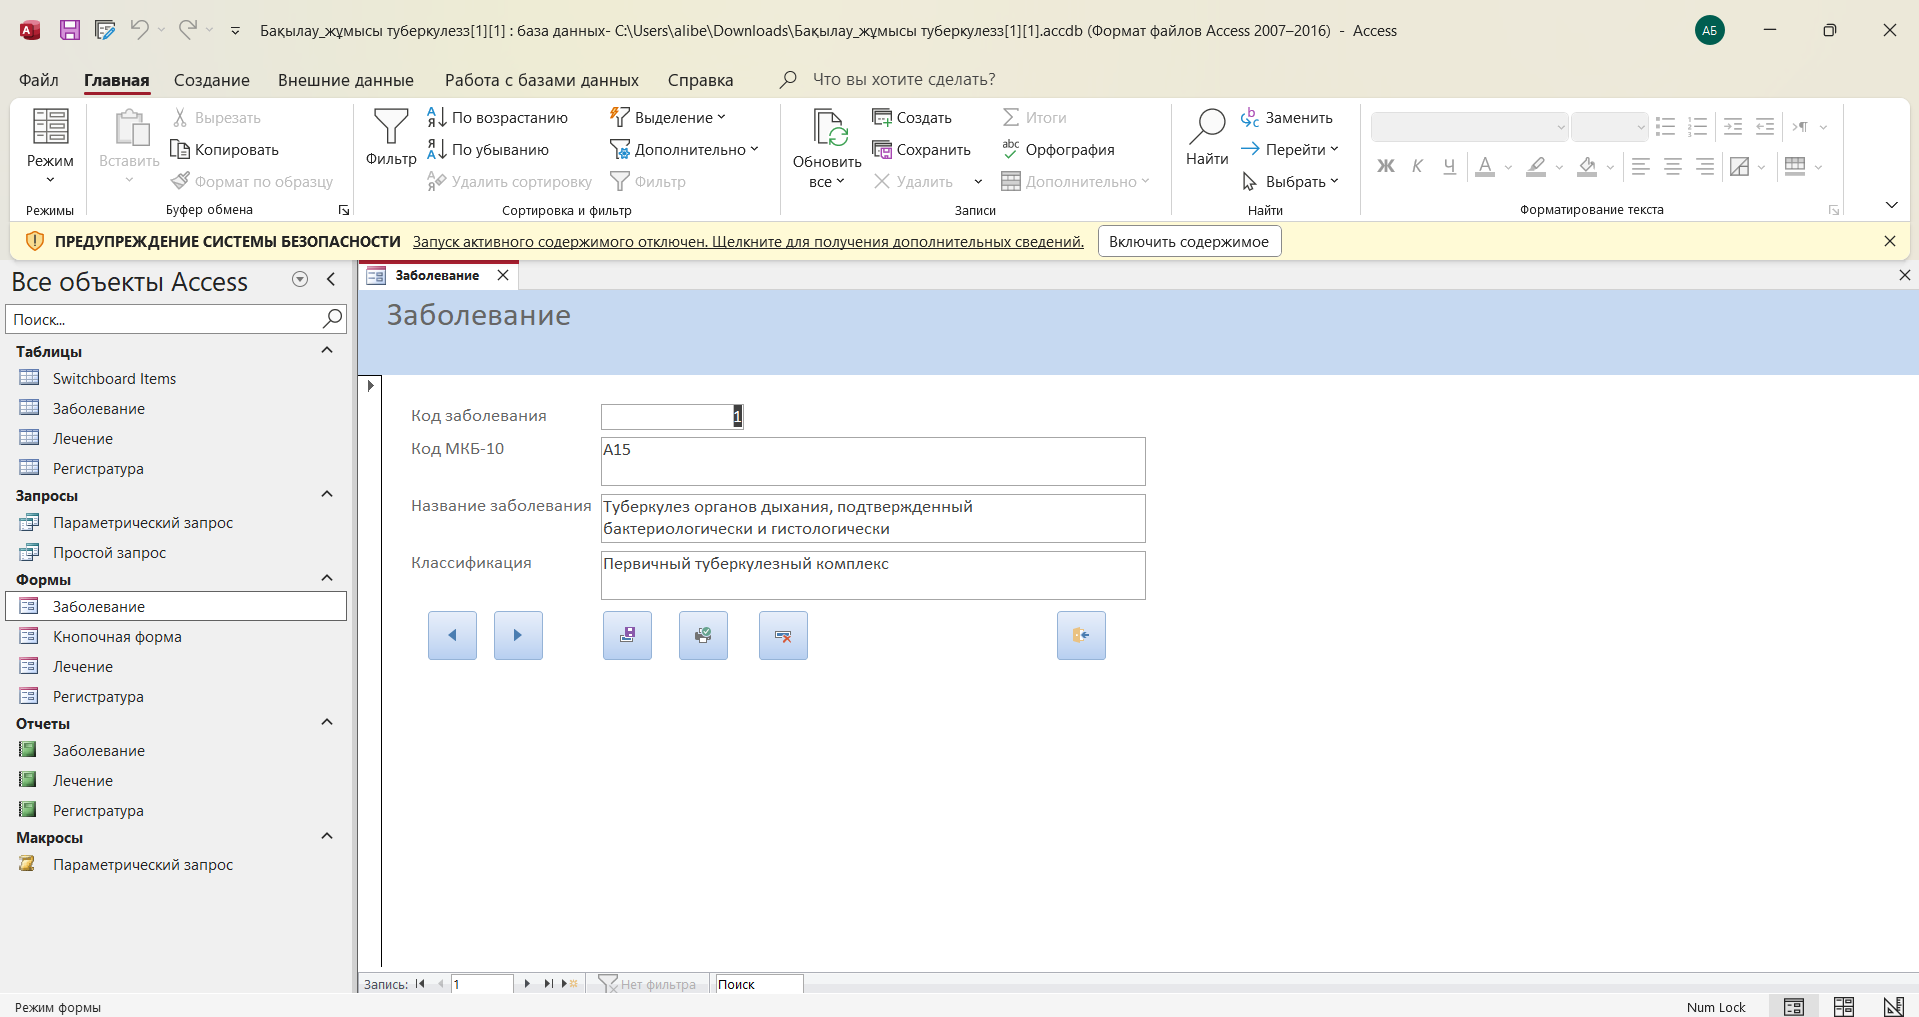 Бақылау_жұмысы туберкулезз[1][1] : база данных- C:\Users\alibe\Downloads\Бақылау_жұмысы туберкулезз[1][1].accdb (Формат файлов Access 2007–2016) - Access
АБ
Файл Главная Создание Внешние данные Работа с базами данных Справка Что вы хотите сделать?
Режим
Режимы
Вставить
Вырезать
Копировать
Формат по образцу
Буфер обмена
Фильтр
По возрастанию
По убыванию
Удалить сортировку
Выделение
Дополнительно
Фильтр
Сортировка и фильтр
Обновить
все
Создать
Сохранить
Удалить
Итоги
Орфография
Дополнительно
Записи
Найти
Заменить
Перейти
Выбрать
Найти
Ж К Ч А
Форматирование текста
ПРЕДУПРЕЖДЕНИЕ СИСТЕМЫ БЕЗОПАСНОСТИ Запуск активного содержимого отключен. Щелкните для получения дополнительных сведений. Включить содержимое
Все объекты Access
Поиск...
Таблицы
Switchboard Items
Заболевание
Лечение
Регистратура
Запросы
Параметрический запрос
Простой запрос
Формы
Заболевание
Кнопочная форма
Лечение
Регистратура
Отчеты
Заболевание
Лечение
Регистратура
Макросы
Параметрический запрос
Заболевание
Заболевание
Код заболевания 1
Код МКБ-10 A15
Название заболевания Туберкулез органов дыхания, подтвержденный
бактериологически и гистологически
Классификация Первичный туберкулезный комплекс
Запись: 1 Нет фильтра Поиск
Режим формы Num Lock